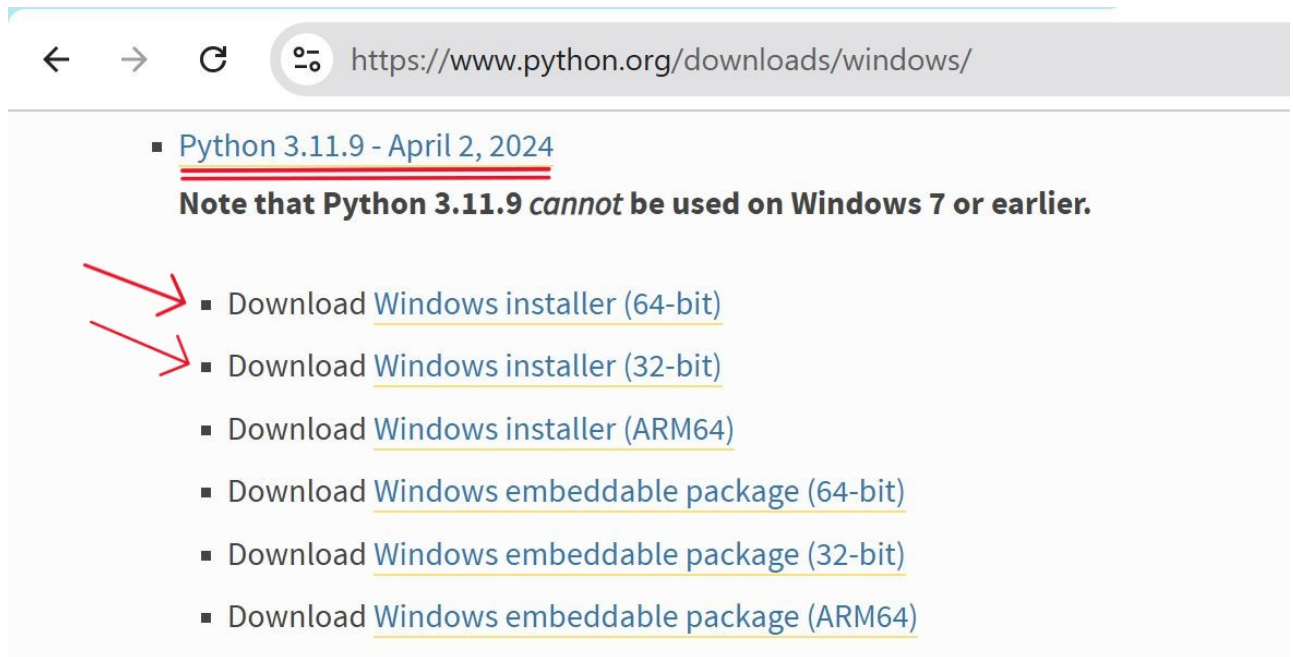 https://www.python.org/downloads/windows/
Python 3.11.9 - April 2, 2024
Note that Python 3.11.9 cannot be used on Windows 7 or earlier.
Download Windows installer (64-bit)
Download Windows installer (32-bit)
Download Windows installer (ARM64)
Download Windows embeddable package (64-bit)
Download Windows embeddable package (32-bit)
Download Windows embeddable package (ARM64)